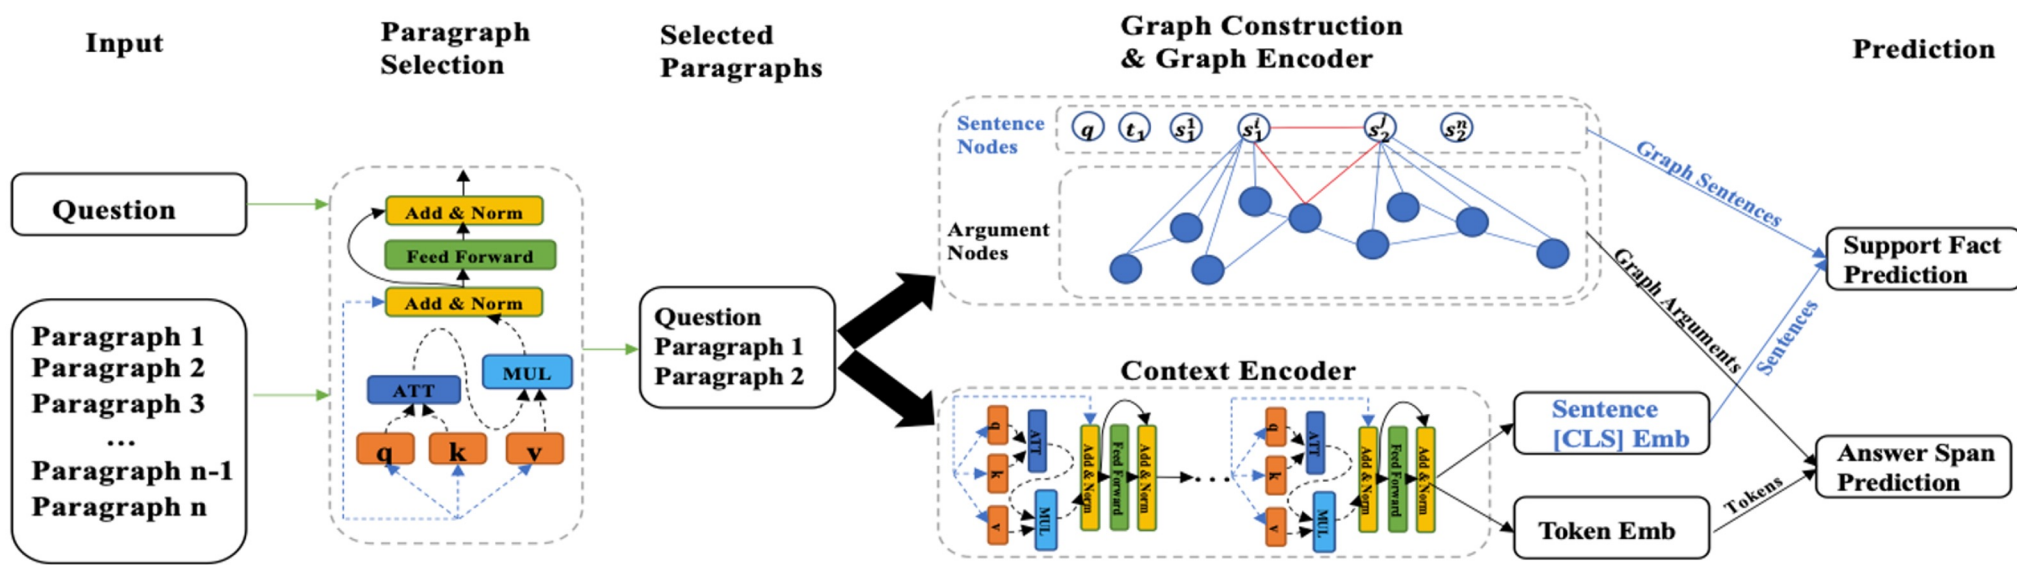 Input
Paragraph
Selection
Selected
Paragraphs
Graph Construction
& Graph Encoder
Prediction
Question
Paragraph 1
Paragraph 2
Paragraph 3
...
Paragraph n-1
Paragraph n
Add & Norm
Feed Forward
Add & Norm
ATT
MUL
q
k
v
Question
Paragraph 1
Paragraph 2
Sentence
Nodes
q t₁ s₁¹ s₁ⁱ s₂ʲ s₂ⁿ
Argument
Nodes
Context Encoder
q
k
v
ATT
MUL
Add & Norm
Feed Forward
Add & Norm
...
q
k
v
ATT
MUL
Add & Norm
Feed Forward
Add & Norm
Sentence
[CLS] Emb
Token Emb
Graph Sentences
Graph Arguments
Sentences
Tokens
Support Fact
Prediction
Answer Span
Prediction